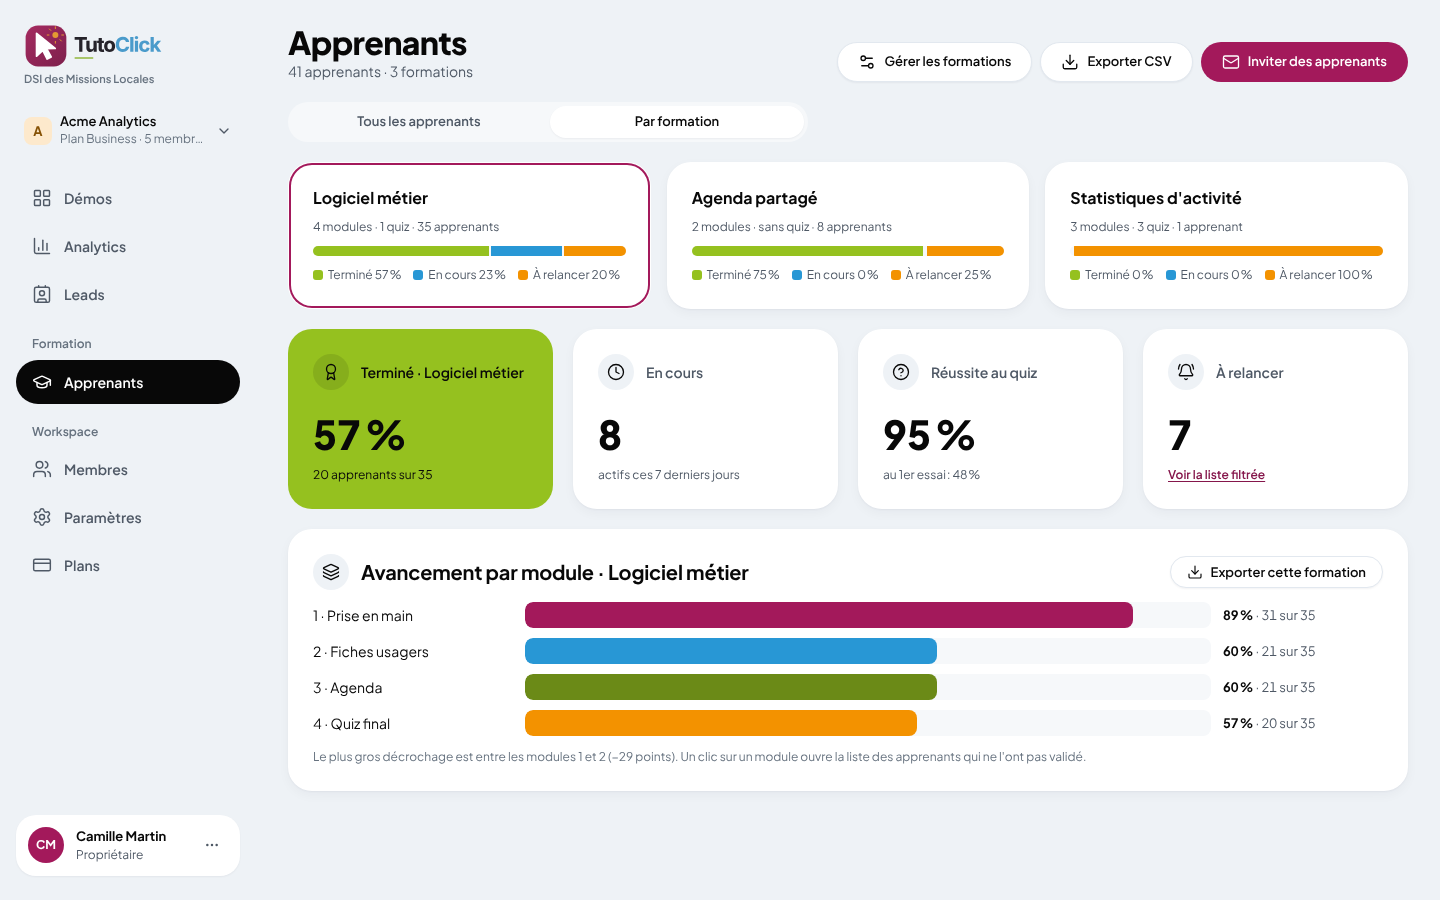 TutoClick
DSI des Missions Locales
A
Acme Analytics
Plan Business · 5 membr...
Démos
Analytics
Leads
Formation
Apprenants
Workspace
Membres
Paramètres
Plans
CM
Camille Martin
Propriétaire
Apprenants
41 apprenants · 3 formations
Gérer les formations
Exporter CSV
Inviter des apprenants
Tous les apprenants
Par formation
Logiciel métier
4 modules · 1 quiz · 35 apprenants
Terminé 57 % En cours 23 % À relancer 20 %
Agenda partagé
2 modules · sans quiz · 8 apprenants
Terminé 75 % En cours 0 % À relancer 25 %
Statistiques d'activité
3 modules · 3 quiz · 1 apprenant
Terminé 0 % En cours 0 % À relancer 100 %
Terminé · Logiciel métier
57 %
20 apprenants sur 35
En cours
8
actifs ces 7 derniers jours
Réussite au quiz
95 %
au 1er essai : 48 %
À relancer
7
Voir la liste filtrée
Avancement par module · Logiciel métier
Exporter cette formation
1 · Prise en main 89 % · 31 sur 35
2 · Fiches usagers 60 % · 21 sur 35
3 · Agenda 60 % · 21 sur 35
4 · Quiz final 57 % · 20 sur 35
Le plus gros décrochage est entre les modules 1 et 2 (−29 points). Un clic sur un module ouvre la liste des apprenants qui ne l'ont pas validé.